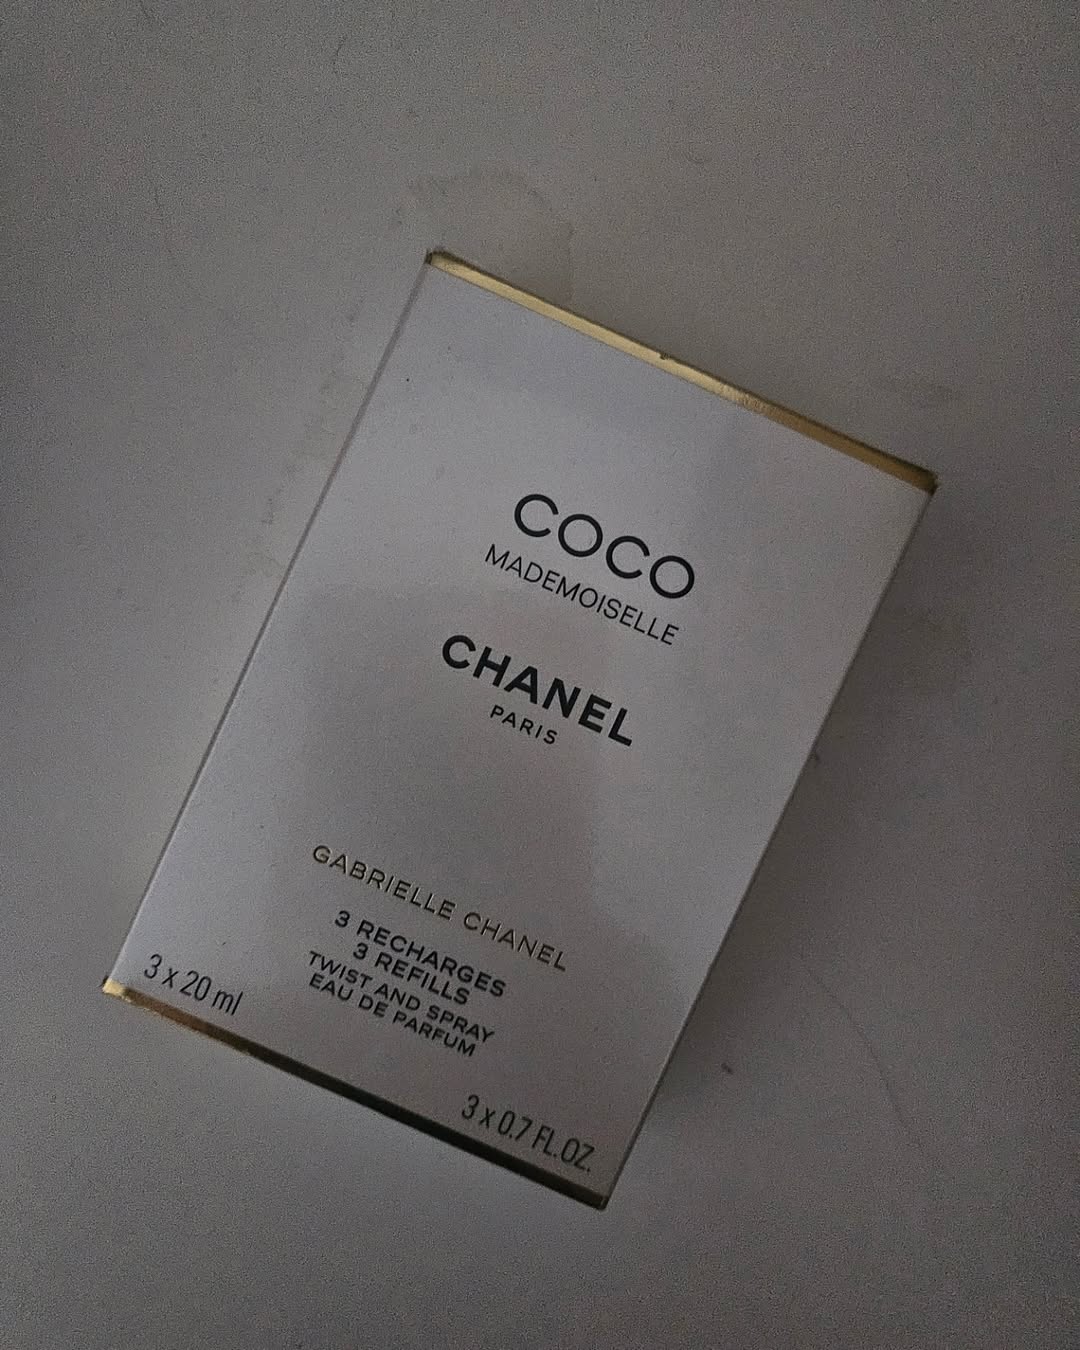 COCO
MADEMOISELLE
CHANEL
PARIS
GABRIELLE CHANEL
3 RECHARGES
3 REFILLS
TWIST AND SPRAY
EAU DE PARFUM
3 x 20 ml
3 x 0.7 FL.OZ.